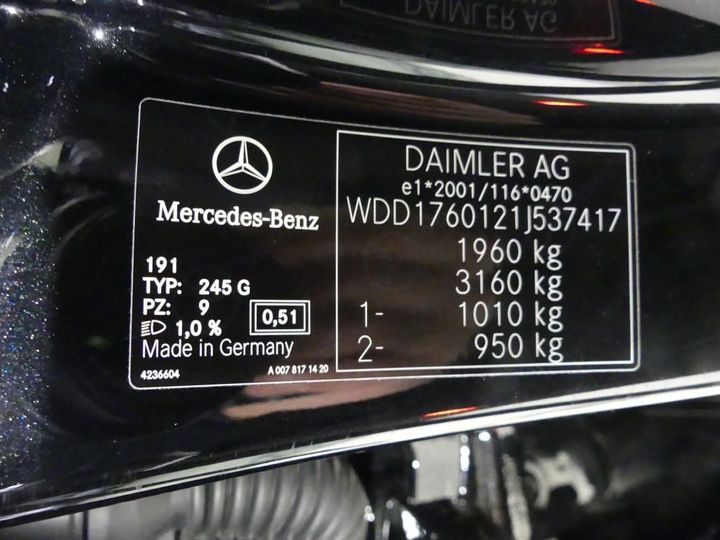 DAIMLER AG
Mercedes-Benz
191
TYP: 245 G
PZ: 9
1,0 %
0,51
Made in Germany
4236604
A 007 817 14 20
DAIMLER AG
e1*2001/116*0470
WDD1760121J537417
1960 kg
3160 kg
1- 1010 kg
2- 950 kg